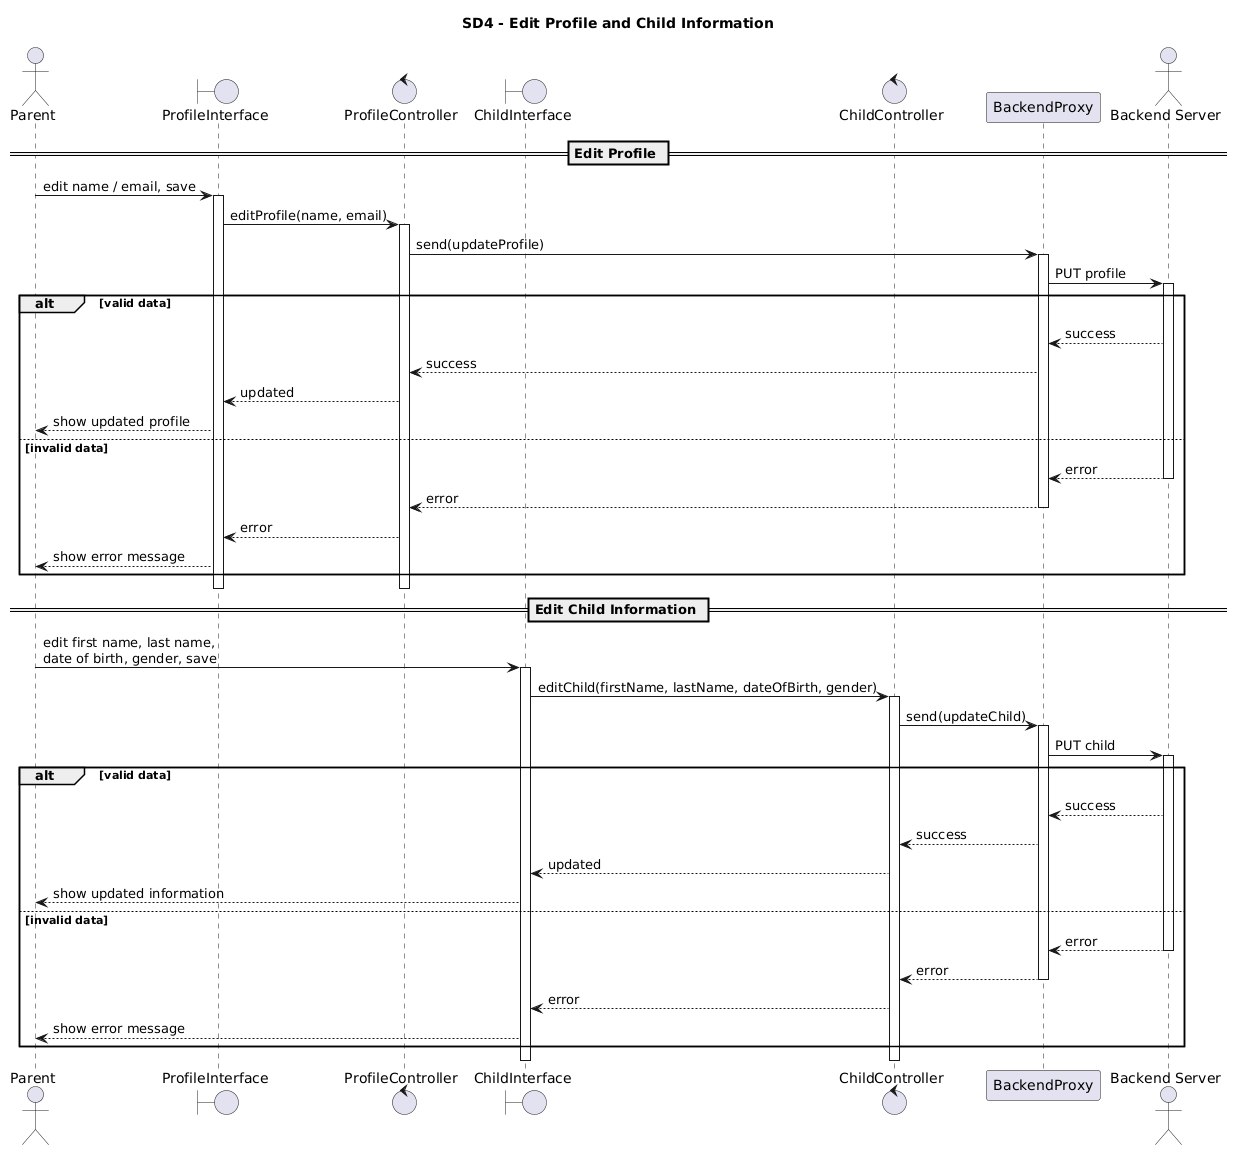 SD4 - Edit Profile and Child Information
Parent
ProfileInterface
ProfileController
ChildInterface
ChildController
BackendProxy
Backend Server
Edit Profile
edit name / email, save
editProfile(name, email)
send(updateProfile)
PUT profile
alt
[valid data]
success
success
updated
show updated profile
[invalid data]
error
error
error
show error message
Edit Child Information
edit first name, last name,
date of birth, gender, save
editChild(firstName, lastName, dateOfBirth, gender)
send(updateChild)
PUT child
alt
[valid data]
success
success
updated
show updated information
[invalid data]
error
error
error
show error message
Parent
ProfileInterface
ProfileController
ChildInterface
ChildController
BackendProxy
Backend Server